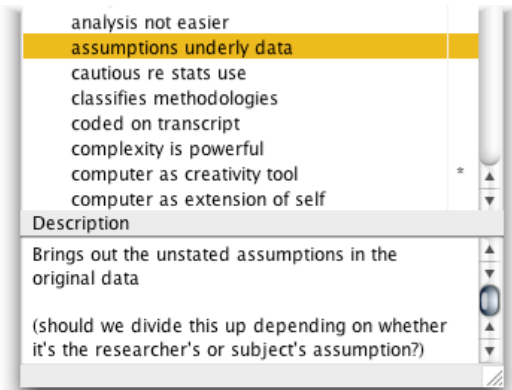 analysis not easier
assumptions underly data
cautious re stats use
classifies methodologies
coded on transcript
complexity is powerful
computer as creativity tool *
computer as extension of self
Description
Brings out the unstated assumptions in the
original data
(should we divide this up depending on whether
it's the researcher's or subject's assumption?)